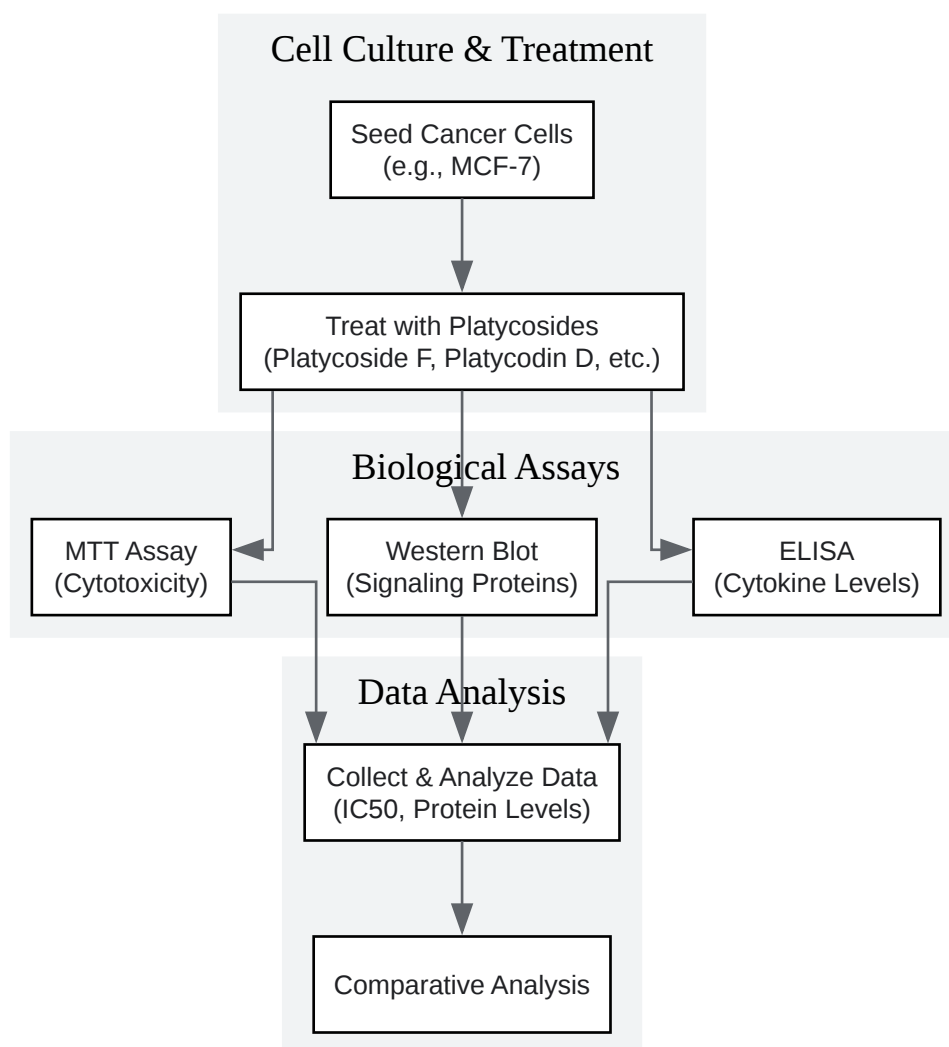 Cell Culture & Treatment
Seed Cancer Cells
(e.g., MCF-7)
Treat with Platycosides
(Platycoside F, Platycodin D, etc.)
Biological Assays
MTT Assay
(Cytotoxicity)
Western Blot
(Signaling Proteins)
ELISA
(Cytokine Levels)
Data Analysis
Collect & Analyze Data
(IC50, Protein Levels)
Comparative Analysis